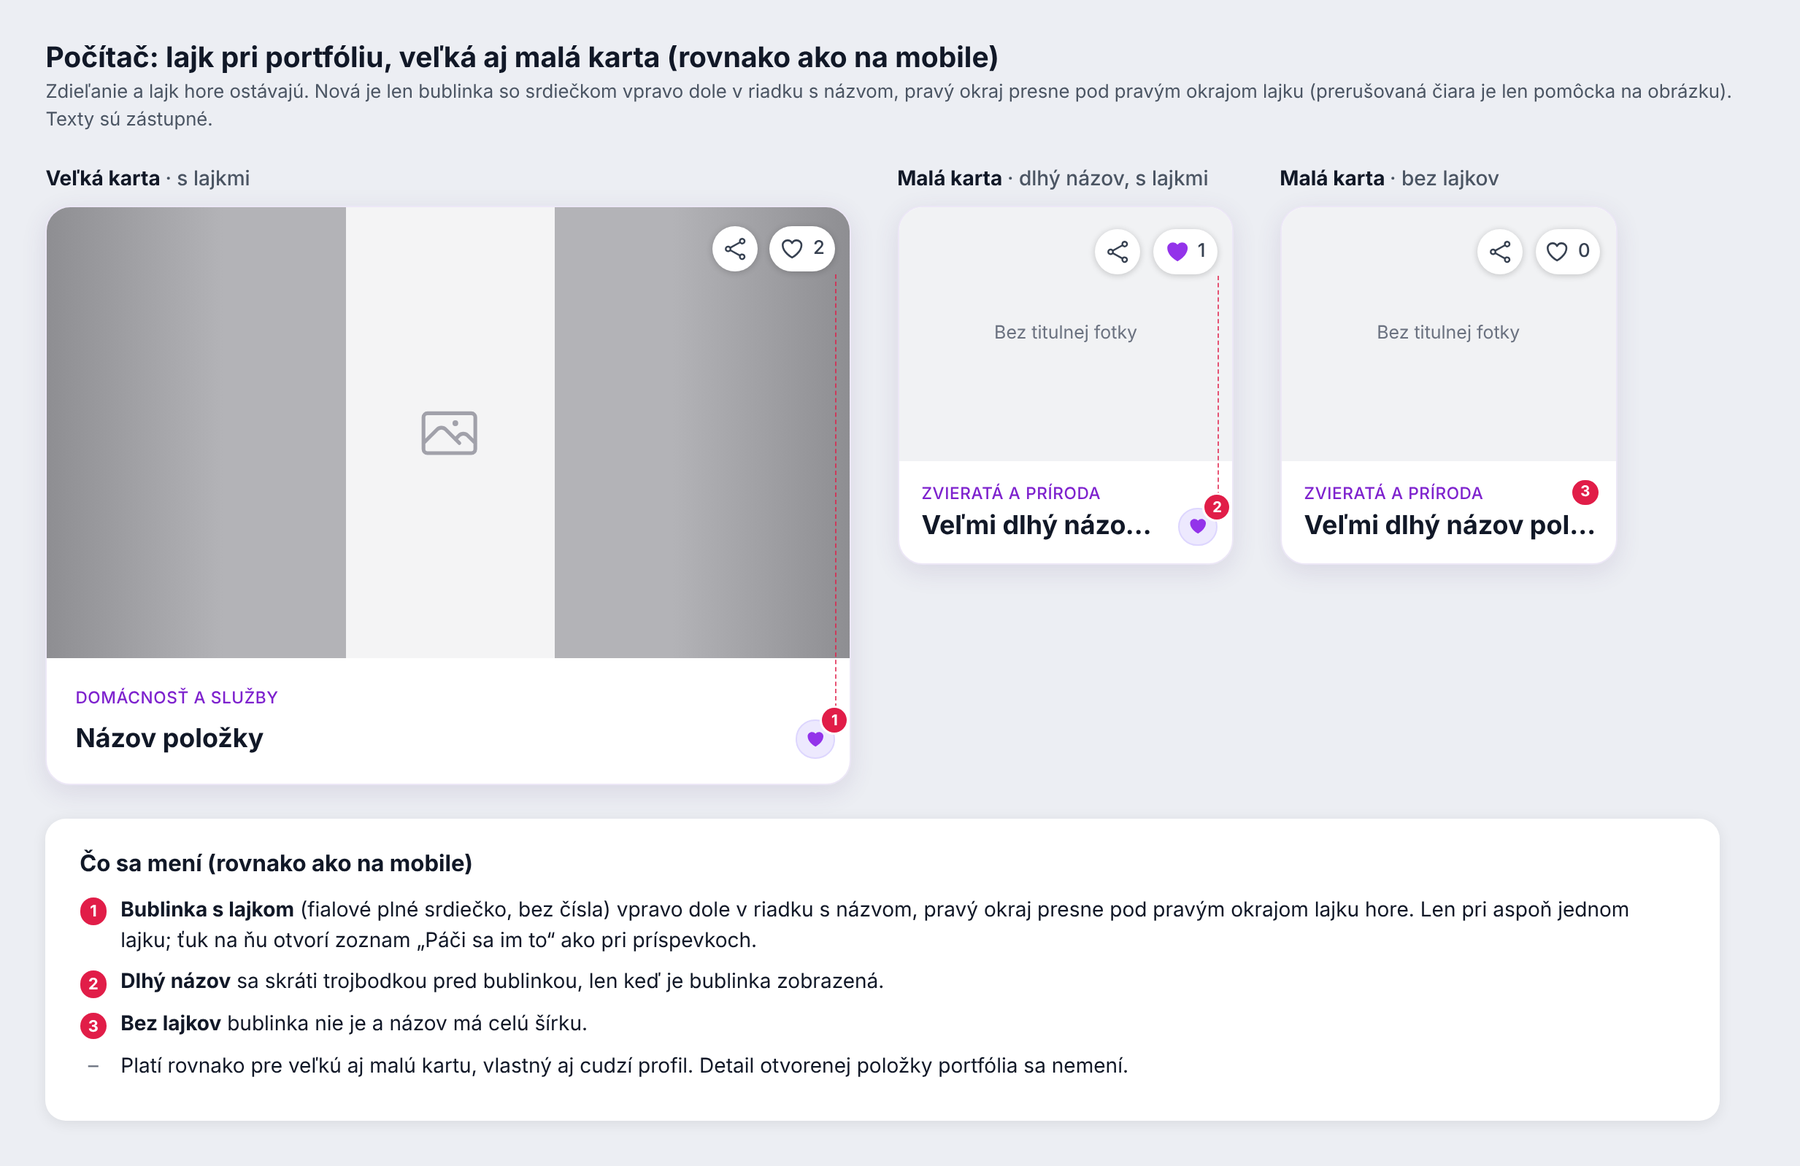 Počítač: lajk pri portfóliu, veľká aj malá karta (rovnako ako na mobile)
Zdieľanie a lajk hore ostávajú. Nová je len bublinka so srdiečkom vpravo dole v riadku s názvom, pravý okraj presne pod pravým okrajom lajku (prerušovaná čiara je len pomôcka na obrázku).
Texty sú zástupné.
Veľká karta · s lajkmi
2
DOMÁCNOSŤ A SLUŽBY
Názov položky
1
Malá karta · dlhý názov, s lajkmi
1
Bez titulnej fotky
ZVIERATÁ A PRÍRODA
2
Veľmi dlhý názo...
Malá karta · bez lajkov
0
Bez titulnej fotky
ZVIERATÁ A PRÍRODA
3
Veľmi dlhý názov pol...
Čo sa mení (rovnako ako na mobile)
1 Bublinka s lajkom (fialové plné srdiečko, bez čísla) vpravo dole v riadku s názvom, pravý okraj presne pod pravým okrajom lajku hore. Len pri aspoň jednom
lajku; ťuk na ňu otvorí zoznam „Páči sa im to“ ako pri príspevkoch.
2 Dlhý názov sa skráti trojbodkou pred bublinkou, len keď je bublinka zobrazená.
3 Bez lajkov bublinka nie je a názov má celú šírku.
– Platí rovnako pre veľkú aj malú kartu, vlastný aj cudzí profil. Detail otvorenej položky portfólia sa nemení.